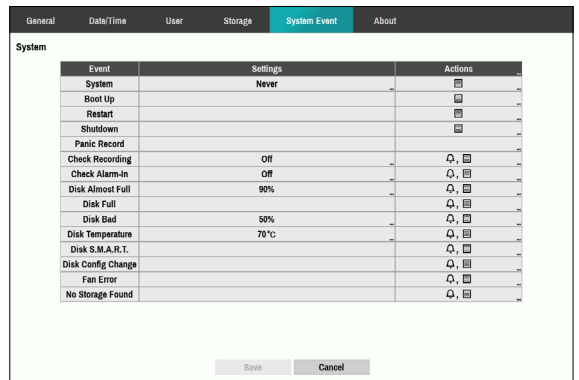 General Date/Time User Storage System Event About
System
Event Settings Actions ...
System Never ...
Boot Up ...
Restart ...
Shutdown ...
Panic Record ...
Check Recording Off ... , ...
Check Alarm-In Off ... , ...
Disk Almost Full 90% ... , ...
Disk Full , ...
Disk Bad 50% ... , ...
Disk Temperature 70°C ... , ...
Disk S.M.A.R.T. , ...
Disk Config Change , ...
Fan Error , ...
No Storage Found , ...
Save Cancel